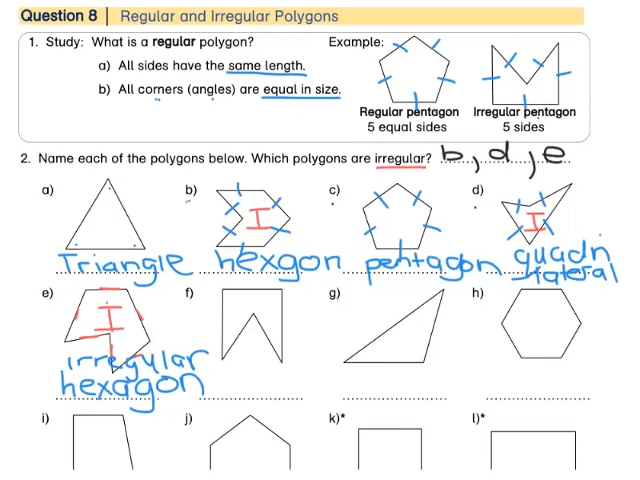 Question 8 | Regular and Irregular Polygons
1. Study: What is a regular polygon? Example:
a) All sides have the same length.
b) All corners (angles) are equal in size.
Regular pentagon Irregular pentagon
5 equal sides 5 sides
2. Name each of the polygons below. Which polygons are irregular? b, d, e
a) b) c) d)
I I
Triangle hexgon pentagon quadri
lateral
e) f) g) h)
I
irregular
hexagon
i) j) k)* l)*